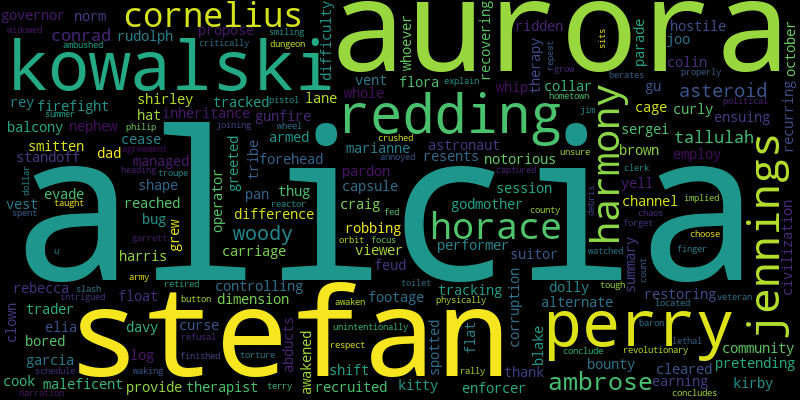 governor norm cornelius aurora hostile
widowed ambushed smiling difficulty whoever ridden parade joo october
conrad rudolph propose critically dungeon sits repeat colin
kowalski vent flora recovering therapy berates grow properly
rey shirley inheritance tracked whole lane collar whip gu asteroid recurring
firefight hat pistol gunfire redding explain hometown cage curly ensuing
balcony nephew philip joining wheel armed crushed astronaut jim sergei tallulah
smitten dad cease greeted forehead marianne annoyed resents notorious unsure brown political
standoff agreement managed tribe pardon captured employ clerk
evade heading troupe shape operator capsule session harmony yell implied
dollar vest taught reached pan thug craig fed godmother county channel chaos
spent bug grew difference robbing horace debris forget choose
alicia
u garrett harris woody viewer performer suitor watched finger jennings civilization
army carriage reactor feud orbit focus summary count
rebecca slash retired controlling tracking dolly tough restoring
clown intrigued float button dimension footage toilet alternate located veteran
trader elia davy curse awaken physically corruption perry baron lethal
bored refusal unintentionally spotted flat blake revolutionary community
garcia log finished abducts respect stefan conclude bounty cleared pretending
schedule waking torture awakened shift rally thank ambrose earning kirby
cook maleficent provide therapist terry recruited kitty enforcer concludes
narration summer